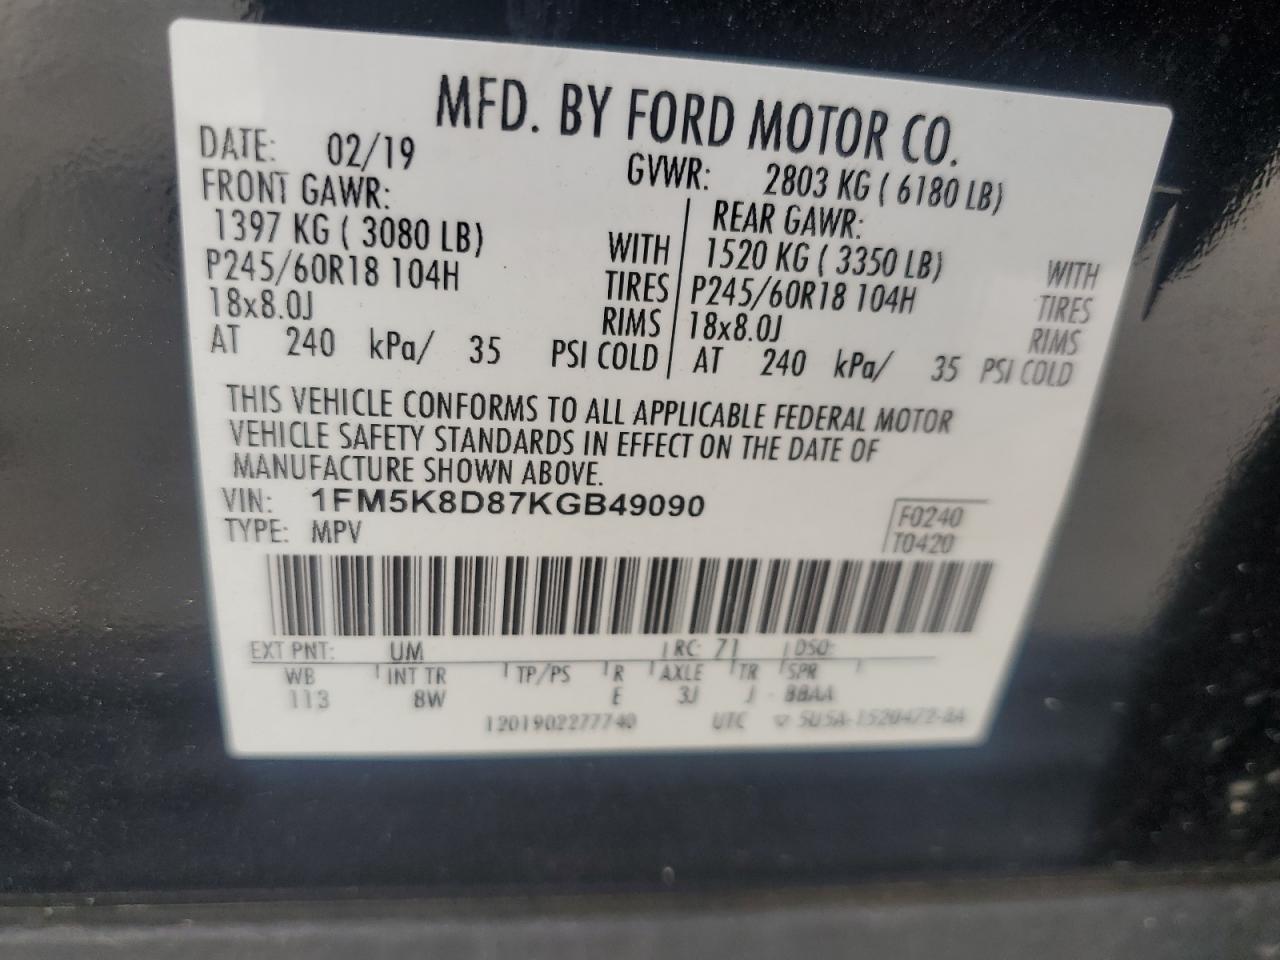 MFD. BY FORD MOTOR CO.
DATE: 02/19 GVWR: 2803 KG ( 6180 LB)
FRONT GAWR: REAR GAWR:
1397 KG ( 3080 LB) WITH 1520 KG ( 3350 LB) WITH
P245/60R18 104H TIRES P245/60R18 104H TIRES
18x8.0J RIMS 18x8.0J RIMS
AT 240 kPa/ 35 PSI COLD AT 240 kPa/ 35 PSI COLD
THIS VEHICLE CONFORMS TO ALL APPLICABLE FEDERAL MOTOR
VEHICLE SAFETY STANDARDS IN EFFECT ON THE DATE OF
MANUFACTURE SHOWN ABOVE.
VIN: 1FM5K8D87KGB49090
TYPE: MPV
F0240
T0420
EXT PNT: UM RC: 71 DSO:
WB INT TR TP/PS R AXLE TR SPR
113 8W E 3J J BBAA
1201902277740 UTC